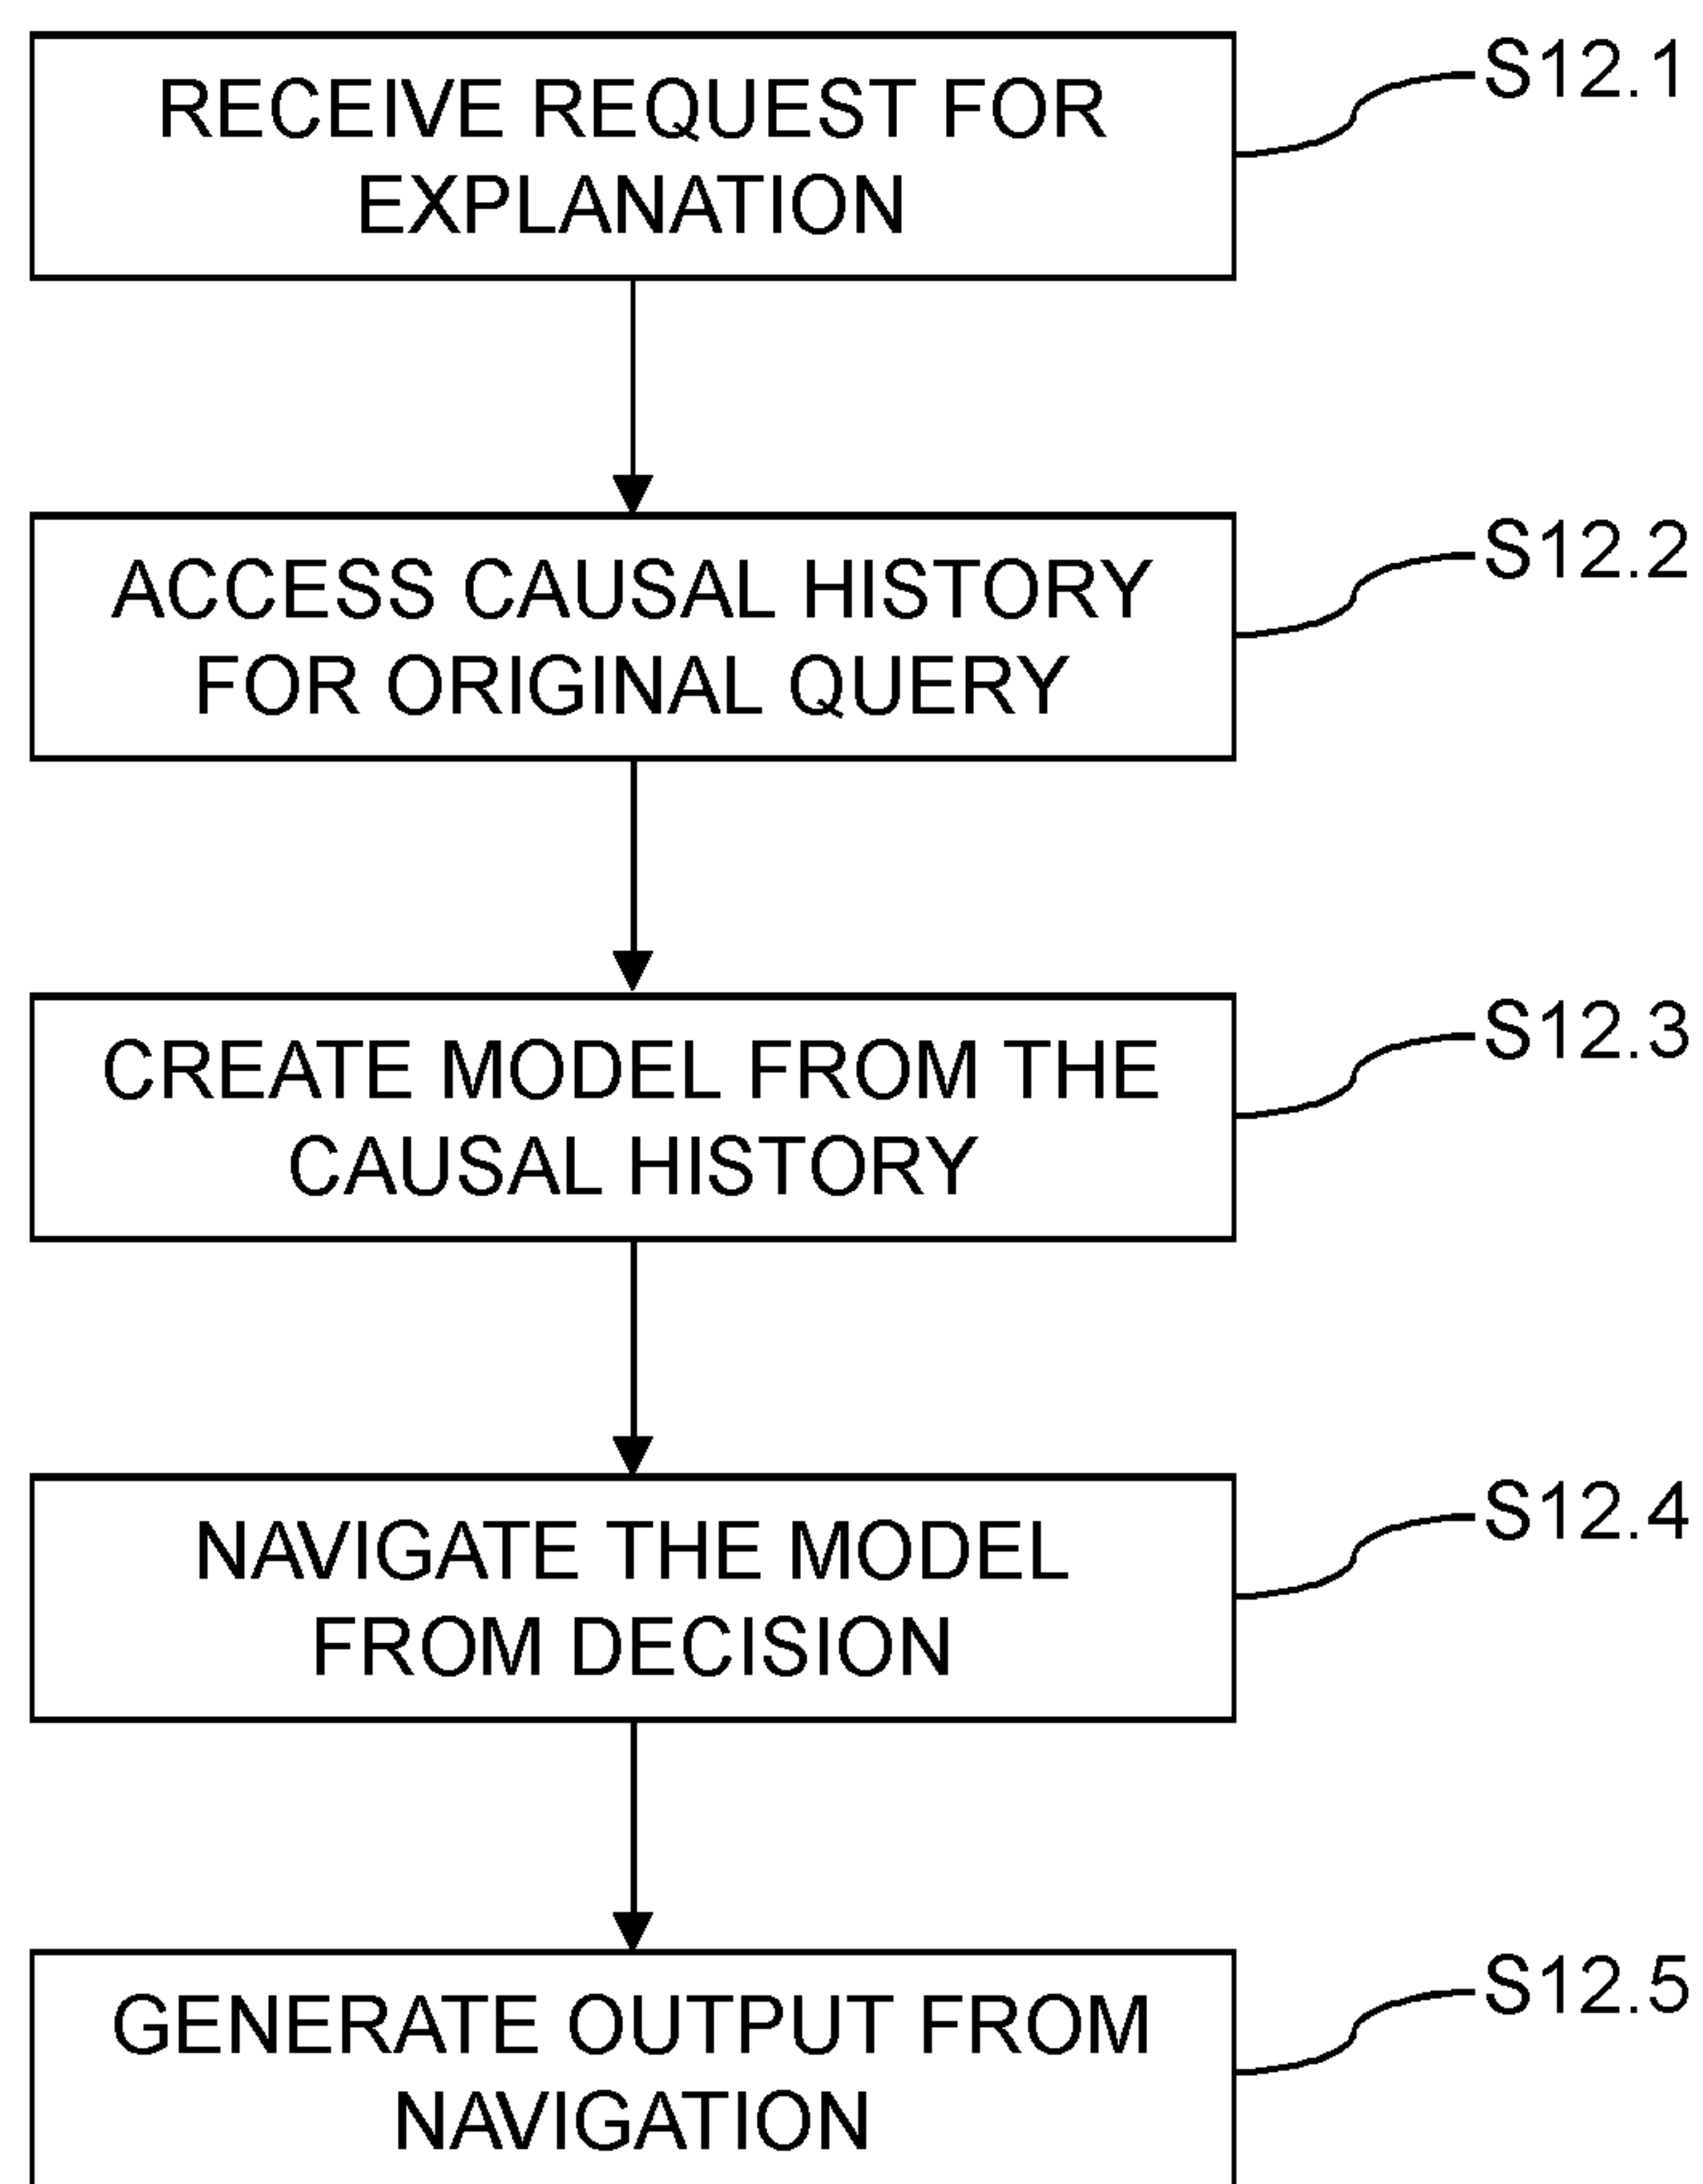 RECEIVE REQUEST FOR
EXPLANATION
S12.1
ACCESS CAUSAL HISTORY
FOR ORIGINAL QUERY
S12.2
CREATE MODEL FROM THE
CAUSAL HISTORY
S12.3
NAVIGATE THE MODEL
FROM DECISION
S12.4
GENERATE OUTPUT FROM
NAVIGATION
S12.5